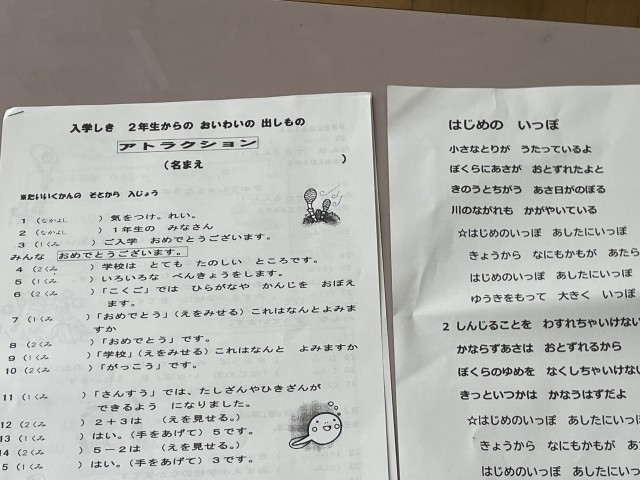 入学しき　２年生からの　おいわいの　出しもの
アトラクション
（名まえ　　　　　　　　　　）
※たいいくかんの　そとから　入じょう
１（なかよし　　　）気をつけ。れい。
２（なかよし　　　）１年生の　みなさん
３（１くみ　　　）ご入学　おめでとうございます。
みんな　おめでとうございます。
４（２くみ　　　）学校は　とても　たのしい　ところです。
５（１くみ　　　）いろいろな　べんきょうをします。
６（２くみ　　　）「こくご」では　ひらがなや　かんじを　おぼえ
ます。
７（１くみ　　　）「おめでとう」（えをみせる）これはなんとよみま
すか
８（２くみ　　　）「おめでとう」です。
９（１くみ　　　）「学校」（えをみせる）これはなんと　よみますか
10（２くみ　　　）「がっこう」です。
11（１くみ　　　）「さんすう」では、たしざんやひきざんが
できるよう　になりました。
12（２くみ　　　）２＋３は　（えを見せる。）
13（１くみ　　　）はい。（手をあげて）５です。
14（２くみ　　　）５－２は　（えを見せる。）
5（１くみ　　　）はい。（手をあげて）３です。
はじめの　いっぽ
小さなとりが　うたっているよ
ぼくらにあさが　おとずれたよと
きのうとちがう　あさ日がのぼる
川のながれも　かがやいている
☆はじめのいっぽ　あしたにいっぽ
きょうから　なにもかもが　あたら
はじめのいっぽ　あしたにいっぽ
ゆうきをもって　大きく　いっぽ
２ しんじることを　わすれちゃいけない
かならずあさは　おとずれるから
ぼくらのゆめを　なくしちゃいけない
きっといつかは　かなうはずだよ
☆はじめのいっぽ　あしたにいっぽ
きょうから　なにもかもが　あた
はじめのいっぽ　あしたにいっぽ